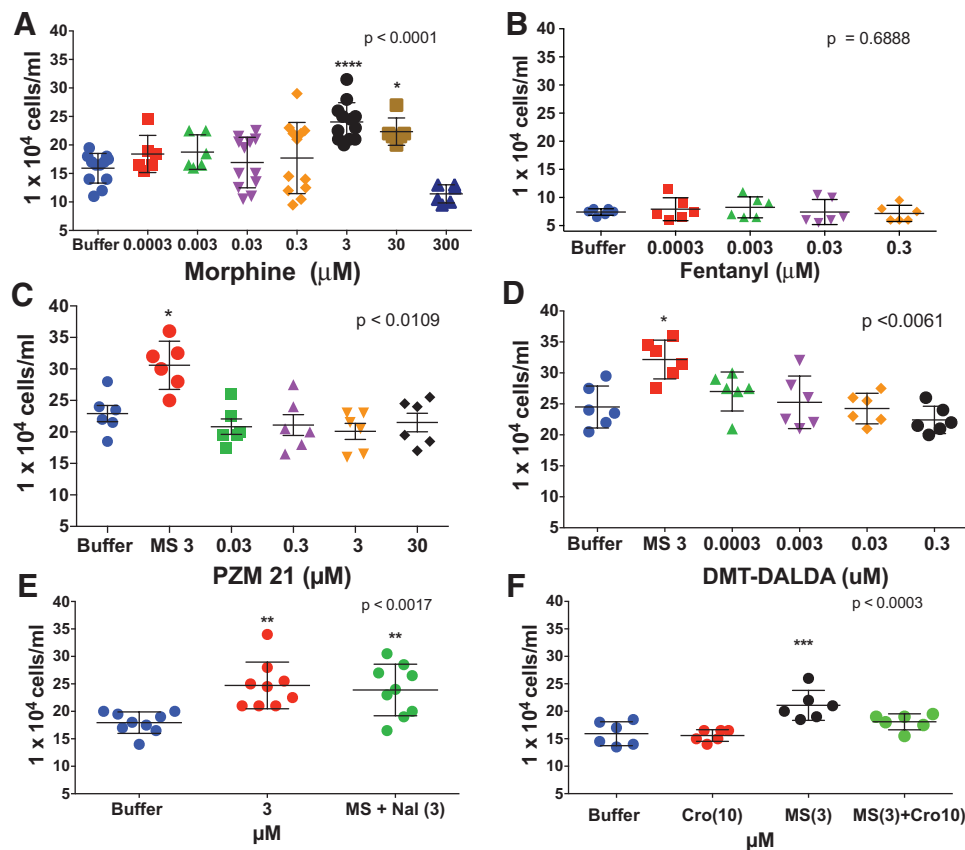 A
p < 0.0001
1 x 10⁴ cells/ml
40
35
30
25
20
15
10
5
****
*
Buffer 0.0003 0.003 0.03 0.3 3 30 300
Morphine (μM)
B
p = 0.6888
1 x 10⁴ cells/ml
40
35
30
25
20
15
10
5
Buffer 0.0003 0.003 0.03 0.3
Fentanyl (μM)
C
p < 0.0109
1 x 10⁴ cells/ml
40
35
30
25
20
15
10
5
*
Buffer MS 3 0.03 0.3 3 30
PZM 21 (μM)
D
p <0.0061
1 x 10⁴ cells/ml
40
35
30
25
20
15
10
5
*
Buffer MS 3 0.0003 0.003 0.03 0.3
DMT-DALDA (uM)
E
p < 0.0017
1 x 10⁴ cells/ml
40
35
30
25
20
15
10
5
**
**
Buffer 3 MS + Nal (3)
μM
F
p < 0.0003
1 x 10⁴ cells/ml
40
35
30
25
20
15
10
5
***
Buffer Cro(10) MS(3) MS(3)+Cro10)
μM